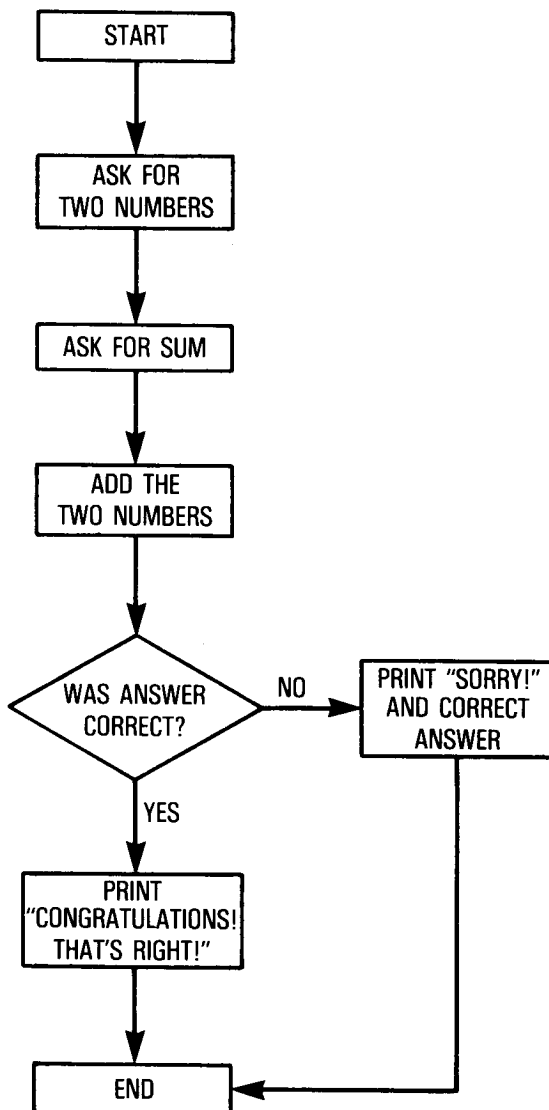 START
ASK FOR
TWO NUMBERS
ASK FOR SUM
ADD THE
TWO NUMBERS
WAS ANSWER
CORRECT?
NO
PRINT "SORRY!"
AND CORRECT
ANSWER
YES
PRINT
"CONGRATULATIONS!
THAT'S RIGHT!"
END